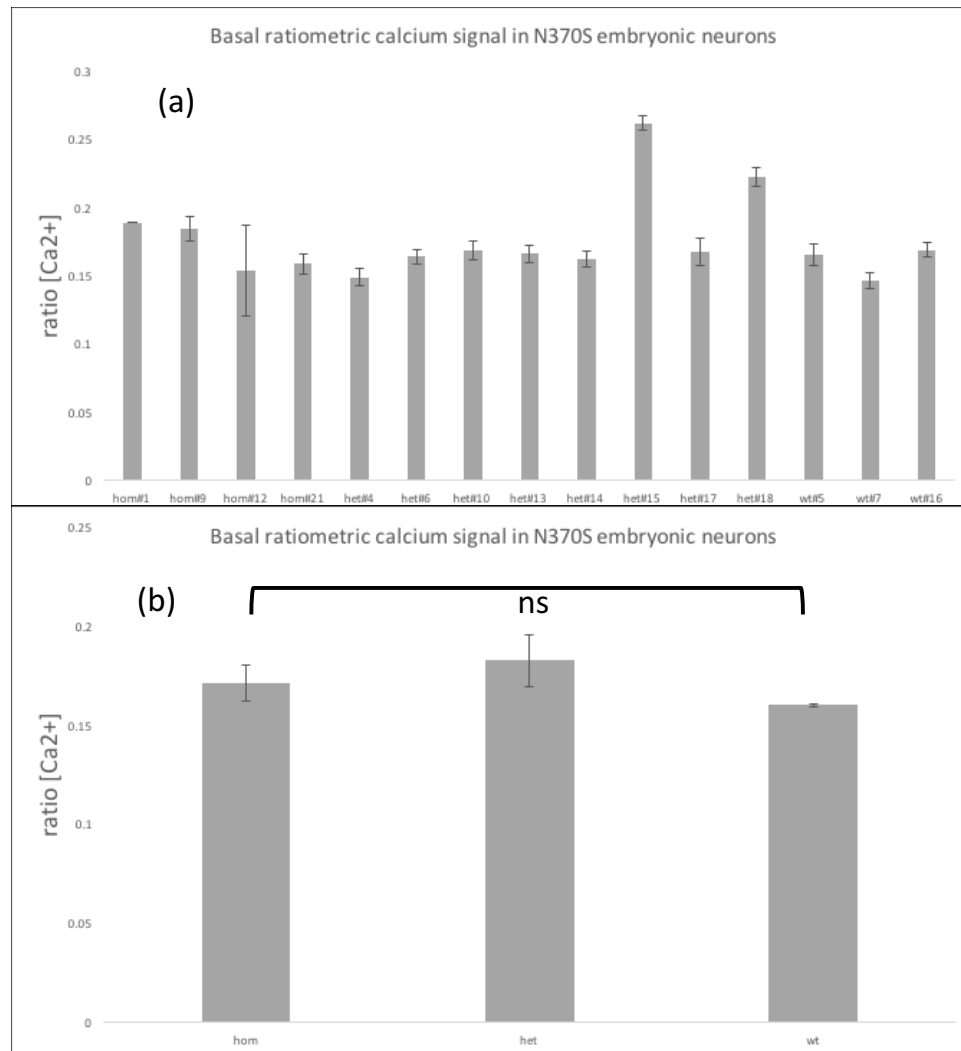 Basal ratiometric calcium signal in N370S embryonic neurons
(a)
0.3
0.25
0.2
0.15
0.1
0.05
0
ratio [Ca2+]
hom#1 hom#9 hom#12 hom#21 het#4 het#6 het#10 het#13 het#14 het#15 het#17 het#18 wt#5 wt#7 wt#16
Basal ratiometric calcium signal in N370S embryonic neurons
(b)
ns
0.25
0.2
0.15
0.1
0.05
0
ratio [Ca2+]
hom het wt